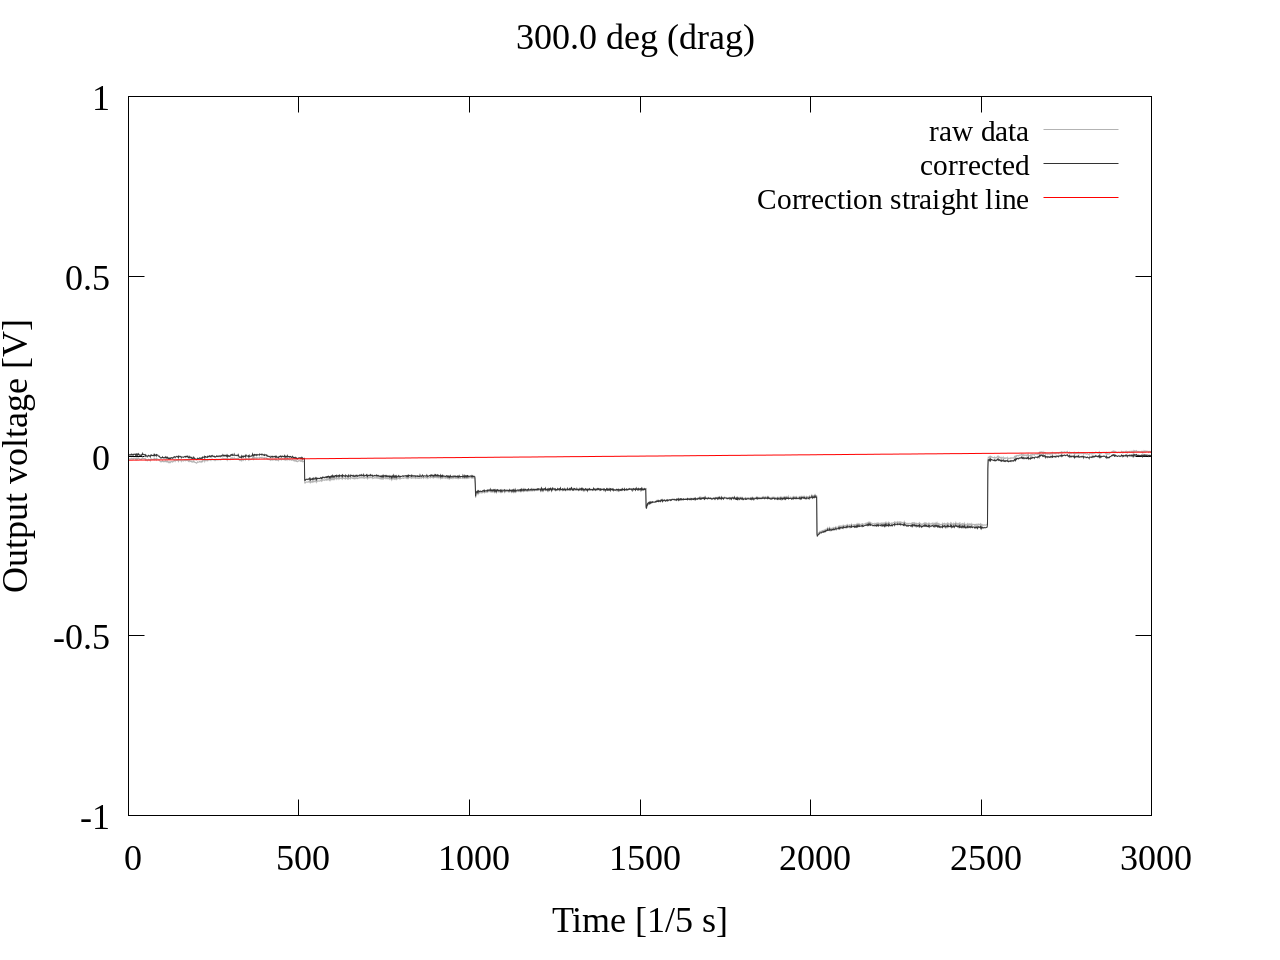 300.0 deg (drag)
1
0.5
0
-0.5
-1
Output voltage [V]
raw data
corrected
Correction straight line
0 500 1000 1500 2000 2500 3000
Time [1/5 s]